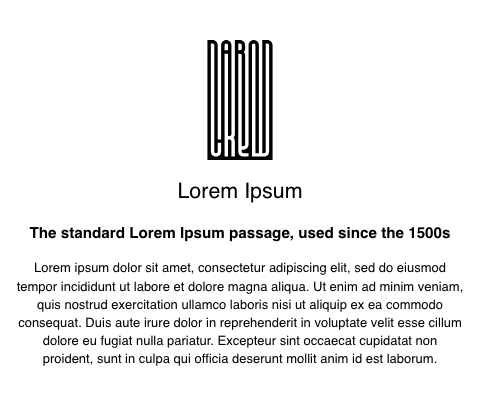 CREW
Lorem Ipsum
The standard Lorem Ipsum passage, used since the 1500s
Lorem ipsum dolor sit amet, consectetur adipiscing elit, sed do eiusmod
tempor incididunt ut labore et dolore magna aliqua. Ut enim ad minim veniam,
quis nostrud exercitation ullamco laboris nisi ut aliquip ex ea commodo
consequat. Duis aute irure dolor in reprehenderit in voluptate velit esse cillum
dolore eu fugiat nulla pariatur. Excepteur sint occaecat cupidatat non
proident, sunt in culpa qui officia deserunt mollit anim id est laborum.